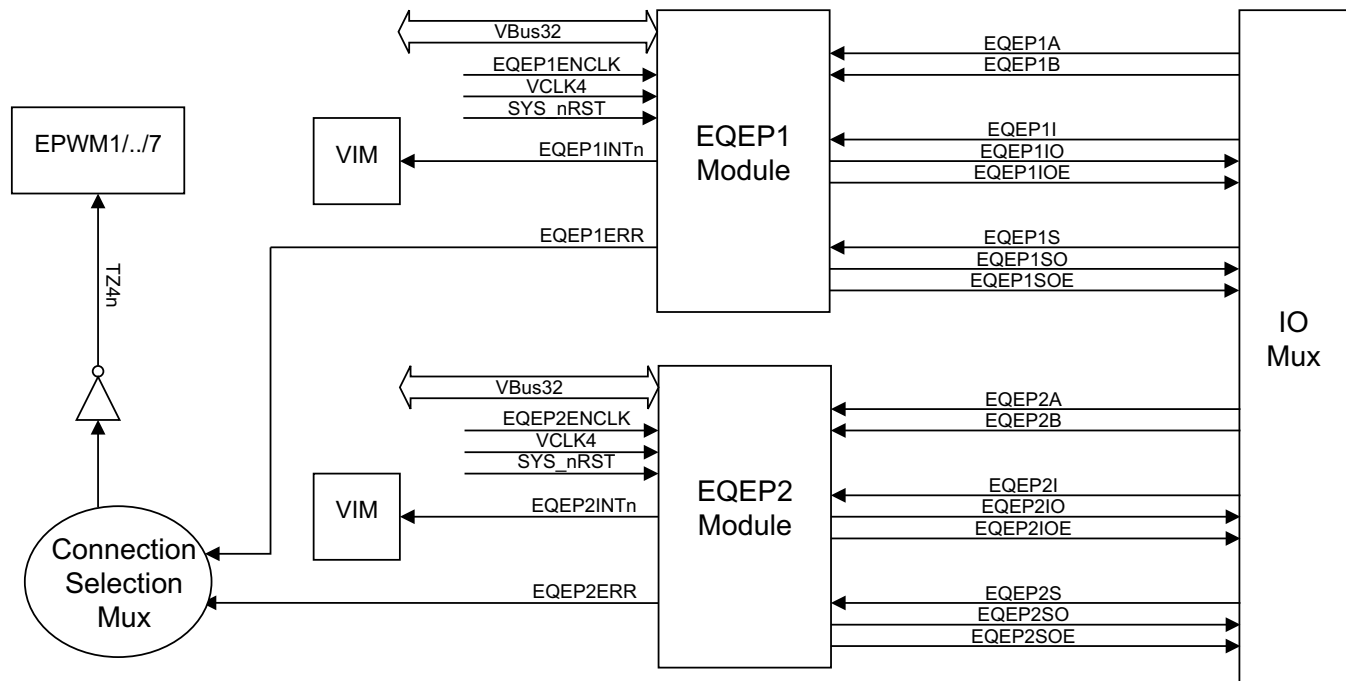 VBus32
EQEP1ENCLK
VCLK4
SYS_nRST
EPWM1/../7
VIM
EQEP1INTn
EQEP1ERR
EQEP1
Module
EQEP1A
EQEP1B
EQEP1I
EQEP1IO
EQEP1IOE
EQEP1S
EQEP1SO
EQEP1SOE
IO
Mux
TZ4n
VBus32
EQEP2ENCLK
VCLK4
SYS_nRST
VIM
EQEP2INTn
EQEP2ERR
EQEP2
Module
EQEP2A
EQEP2B
EQEP2I
EQEP2IO
EQEP2IOE
EQEP2S
EQEP2SO
EQEP2SOE
Connection
Selection
Mux